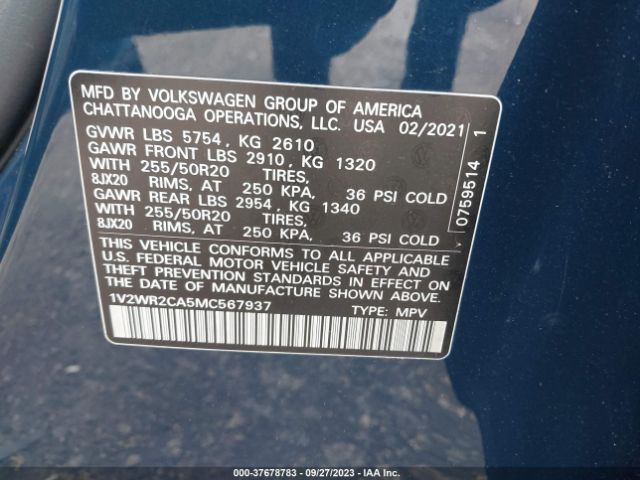 MFD BY VOLKSWAGEN GROUP OF AMERICA
CHATTANOOGA OPERATIONS, LLC. USA 02/2021
GVWR LBS 5754, KG 2610
GAWR FRONT LBS 2910, KG 1320
WITH 255/50R20 TIRES,
8JX20 RIMS, AT 250 KPA, 36 PSI COLD
GAWR REAR LBS 2954, KG 1340
WITH 255/50R20 TIRES,
8JX20 RIMS, AT 250 KPA, 36 PSI COLD
THIS VEHICLE CONFORMS TO ALL APPLICABLE
U.S. FEDERAL MOTOR VEHICLE SAFETY AND
THEFT PREVENTION STANDARDS IN EFFECT ON
THE DATE OF MANUFACTURE SHOWN ABOVE.
1V2WR2CA5MC567937 TYPE: MPV
0759514 1
000-37678783 - 09/27/2023 - IAA Inc.